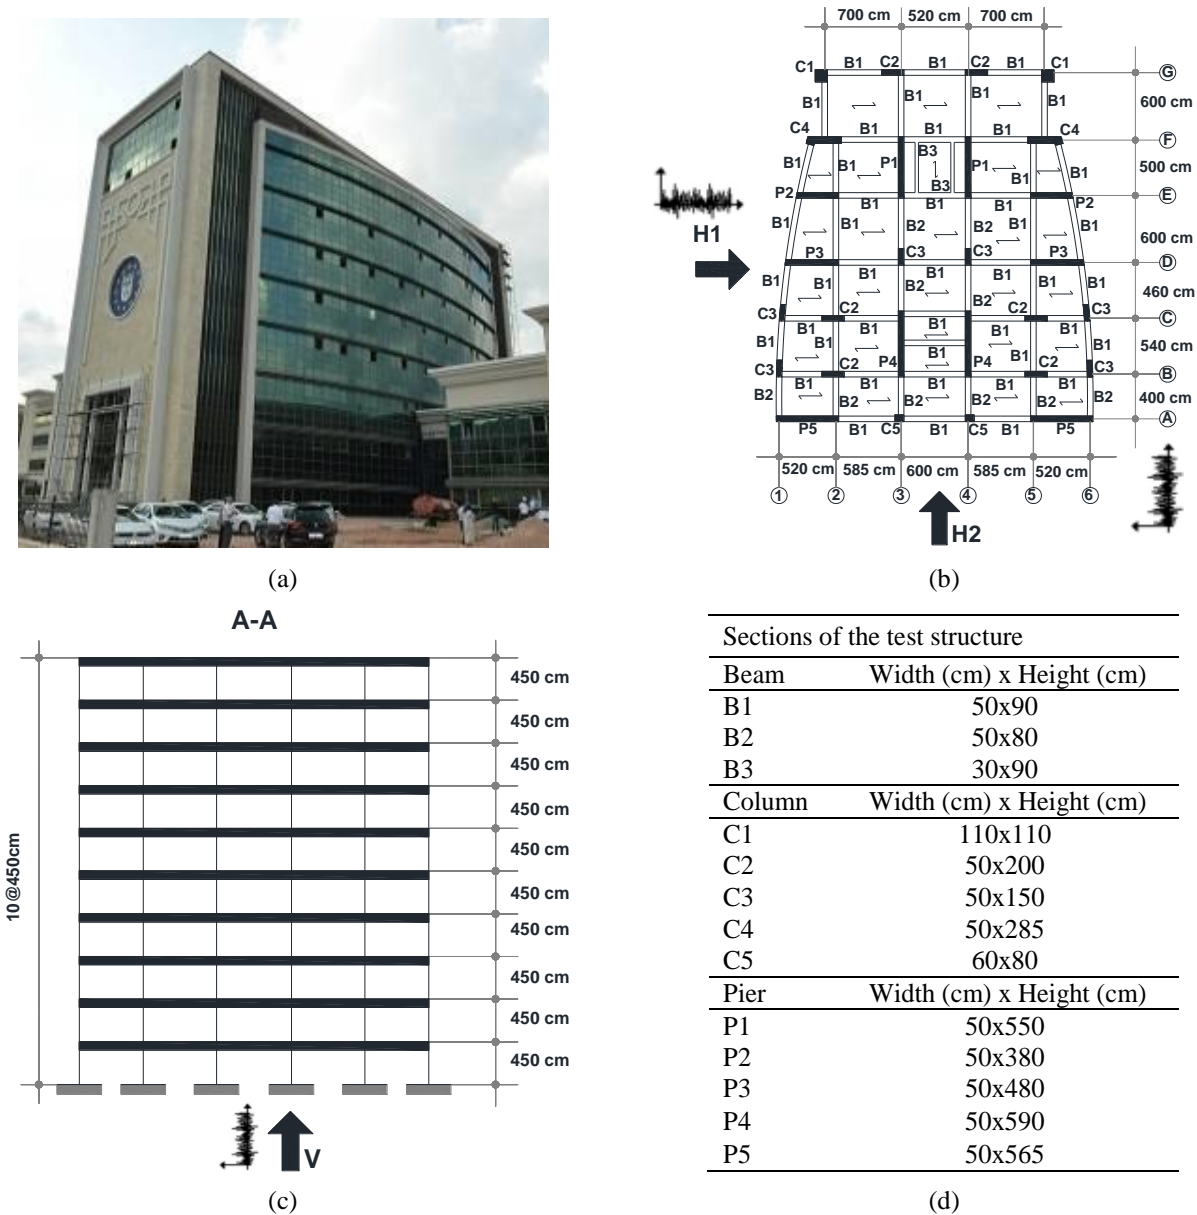 700 cm 520 cm 700 cm
C1 B1 C2 B1 C2 B1 C1 G
B1 B1 B1 600 cm
C4 B1 B1 B1 C4 F
B1 B1 P1 B3 B3 P1 B1 B1 500 cm
P2 B1 B1 B1 P2 E
H1
B1 B1 B2 B2 B1 B1 600 cm
P3 C3 C3 P3 D
B1 B1 B1 B1 B1
B1 B2 B2 B1 460 cm
C3 C2 C2 C3 C
B1 B1 B1 B1 B1
B1 B1 B1 B1 540 cm
C3 C2 P4 P4 C2 C3 B
B2 B1 B1 B1 B1 B1 B2
B2 B2 B2 B2 400 cm
P5 B1 C5 B1 C5 B1 P5 A
520 cm 585 cm 600 cm 585 cm 520 cm
1 2 3 4 5 6
H2
(a)
(b)
A-A
450 cm
450 cm
450 cm
450 cm
450 cm
450 cm
450 cm
450 cm
450 cm
450 cm
10@450cm
V
(c)
Sections of the test structure
Beam Width (cm) x Height (cm)
B1 50x90
B2 50x80
B3 30x90
Column Width (cm) x Height (cm)
C1 110x110
C2 50x200
C3 50x150
C4 50x285
C5 60x80
Pier Width (cm) x Height (cm)
P1 50x550
P2 50x380
P3 50x480
P4 50x590
P5 50x565
(d)